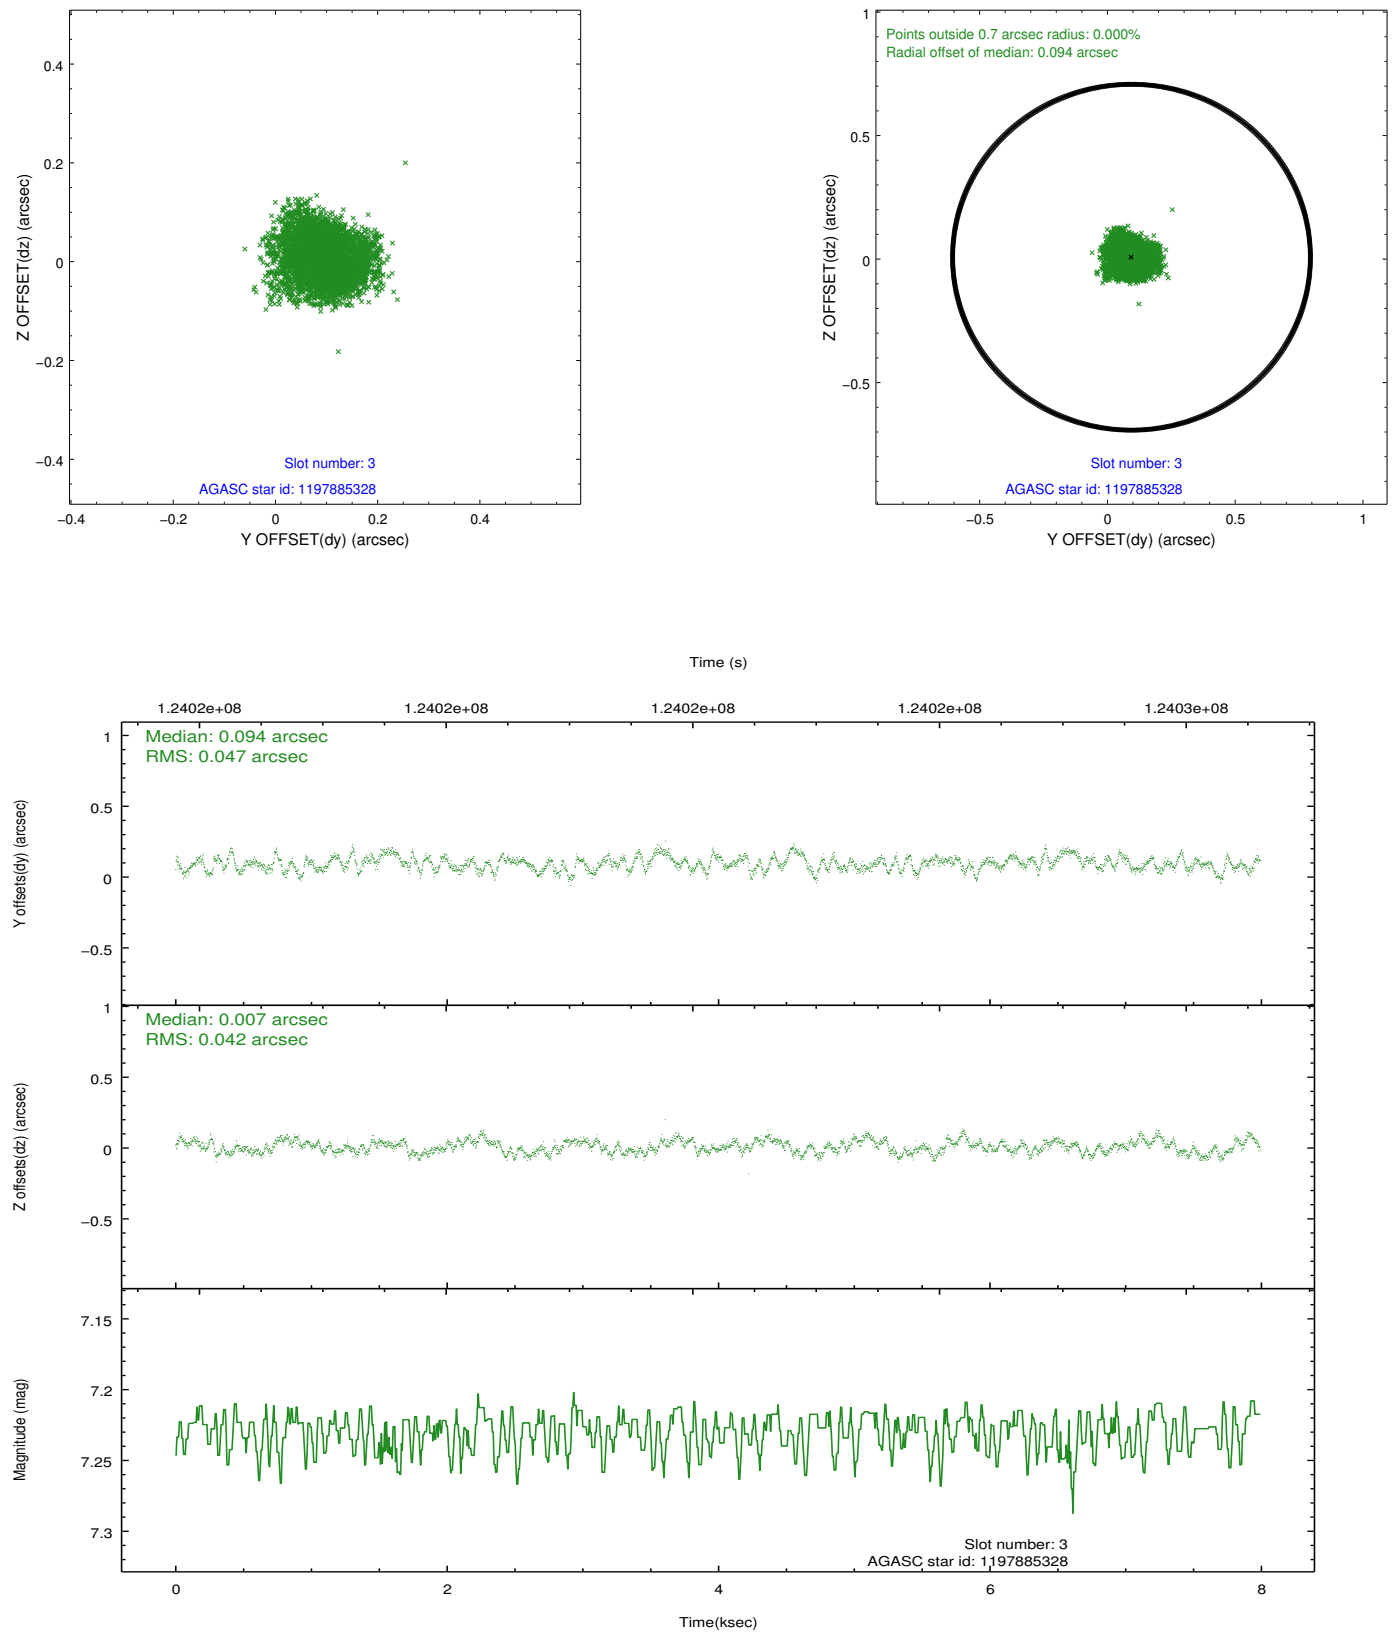 0.4
0.2
0
−0.2
−0.4
Z OFFSET(dz) (arcsec)
Slot number: 3
AGASC star id: 1197885328
−0.4 −0.2 0 0.2 0.4
Y OFFSET(dy) (arcsec)
1
0.5
0
−0.5
Z OFFSET(dz) (arcsec)
Points outside 0.7 arcsec radius: 0.000%
Radial offset of median: 0.094 arcsec
Slot number: 3
AGASC star id: 1197885328
−0.5 0 0.5 1
Y OFFSET(dy) (arcsec)
Time (s)
1.2402e+08 1.2402e+08 1.2402e+08 1.2402e+08 1.2403e+08
Median: 0.094 arcsec
RMS: 0.047 arcsec
1
0.5
0
−0.5
Y offsets(dy) (arcsec)
Median: 0.007 arcsec
RMS: 0.042 arcsec
1
0.5
0
−0.5
Z offsets(dz) (arcsec)
7.15
7.2
7.25
7.3
Magnitude (mag)
Slot number: 3
AGASC star id: 1197885328
0 2 4 6 8
Time(ksec)